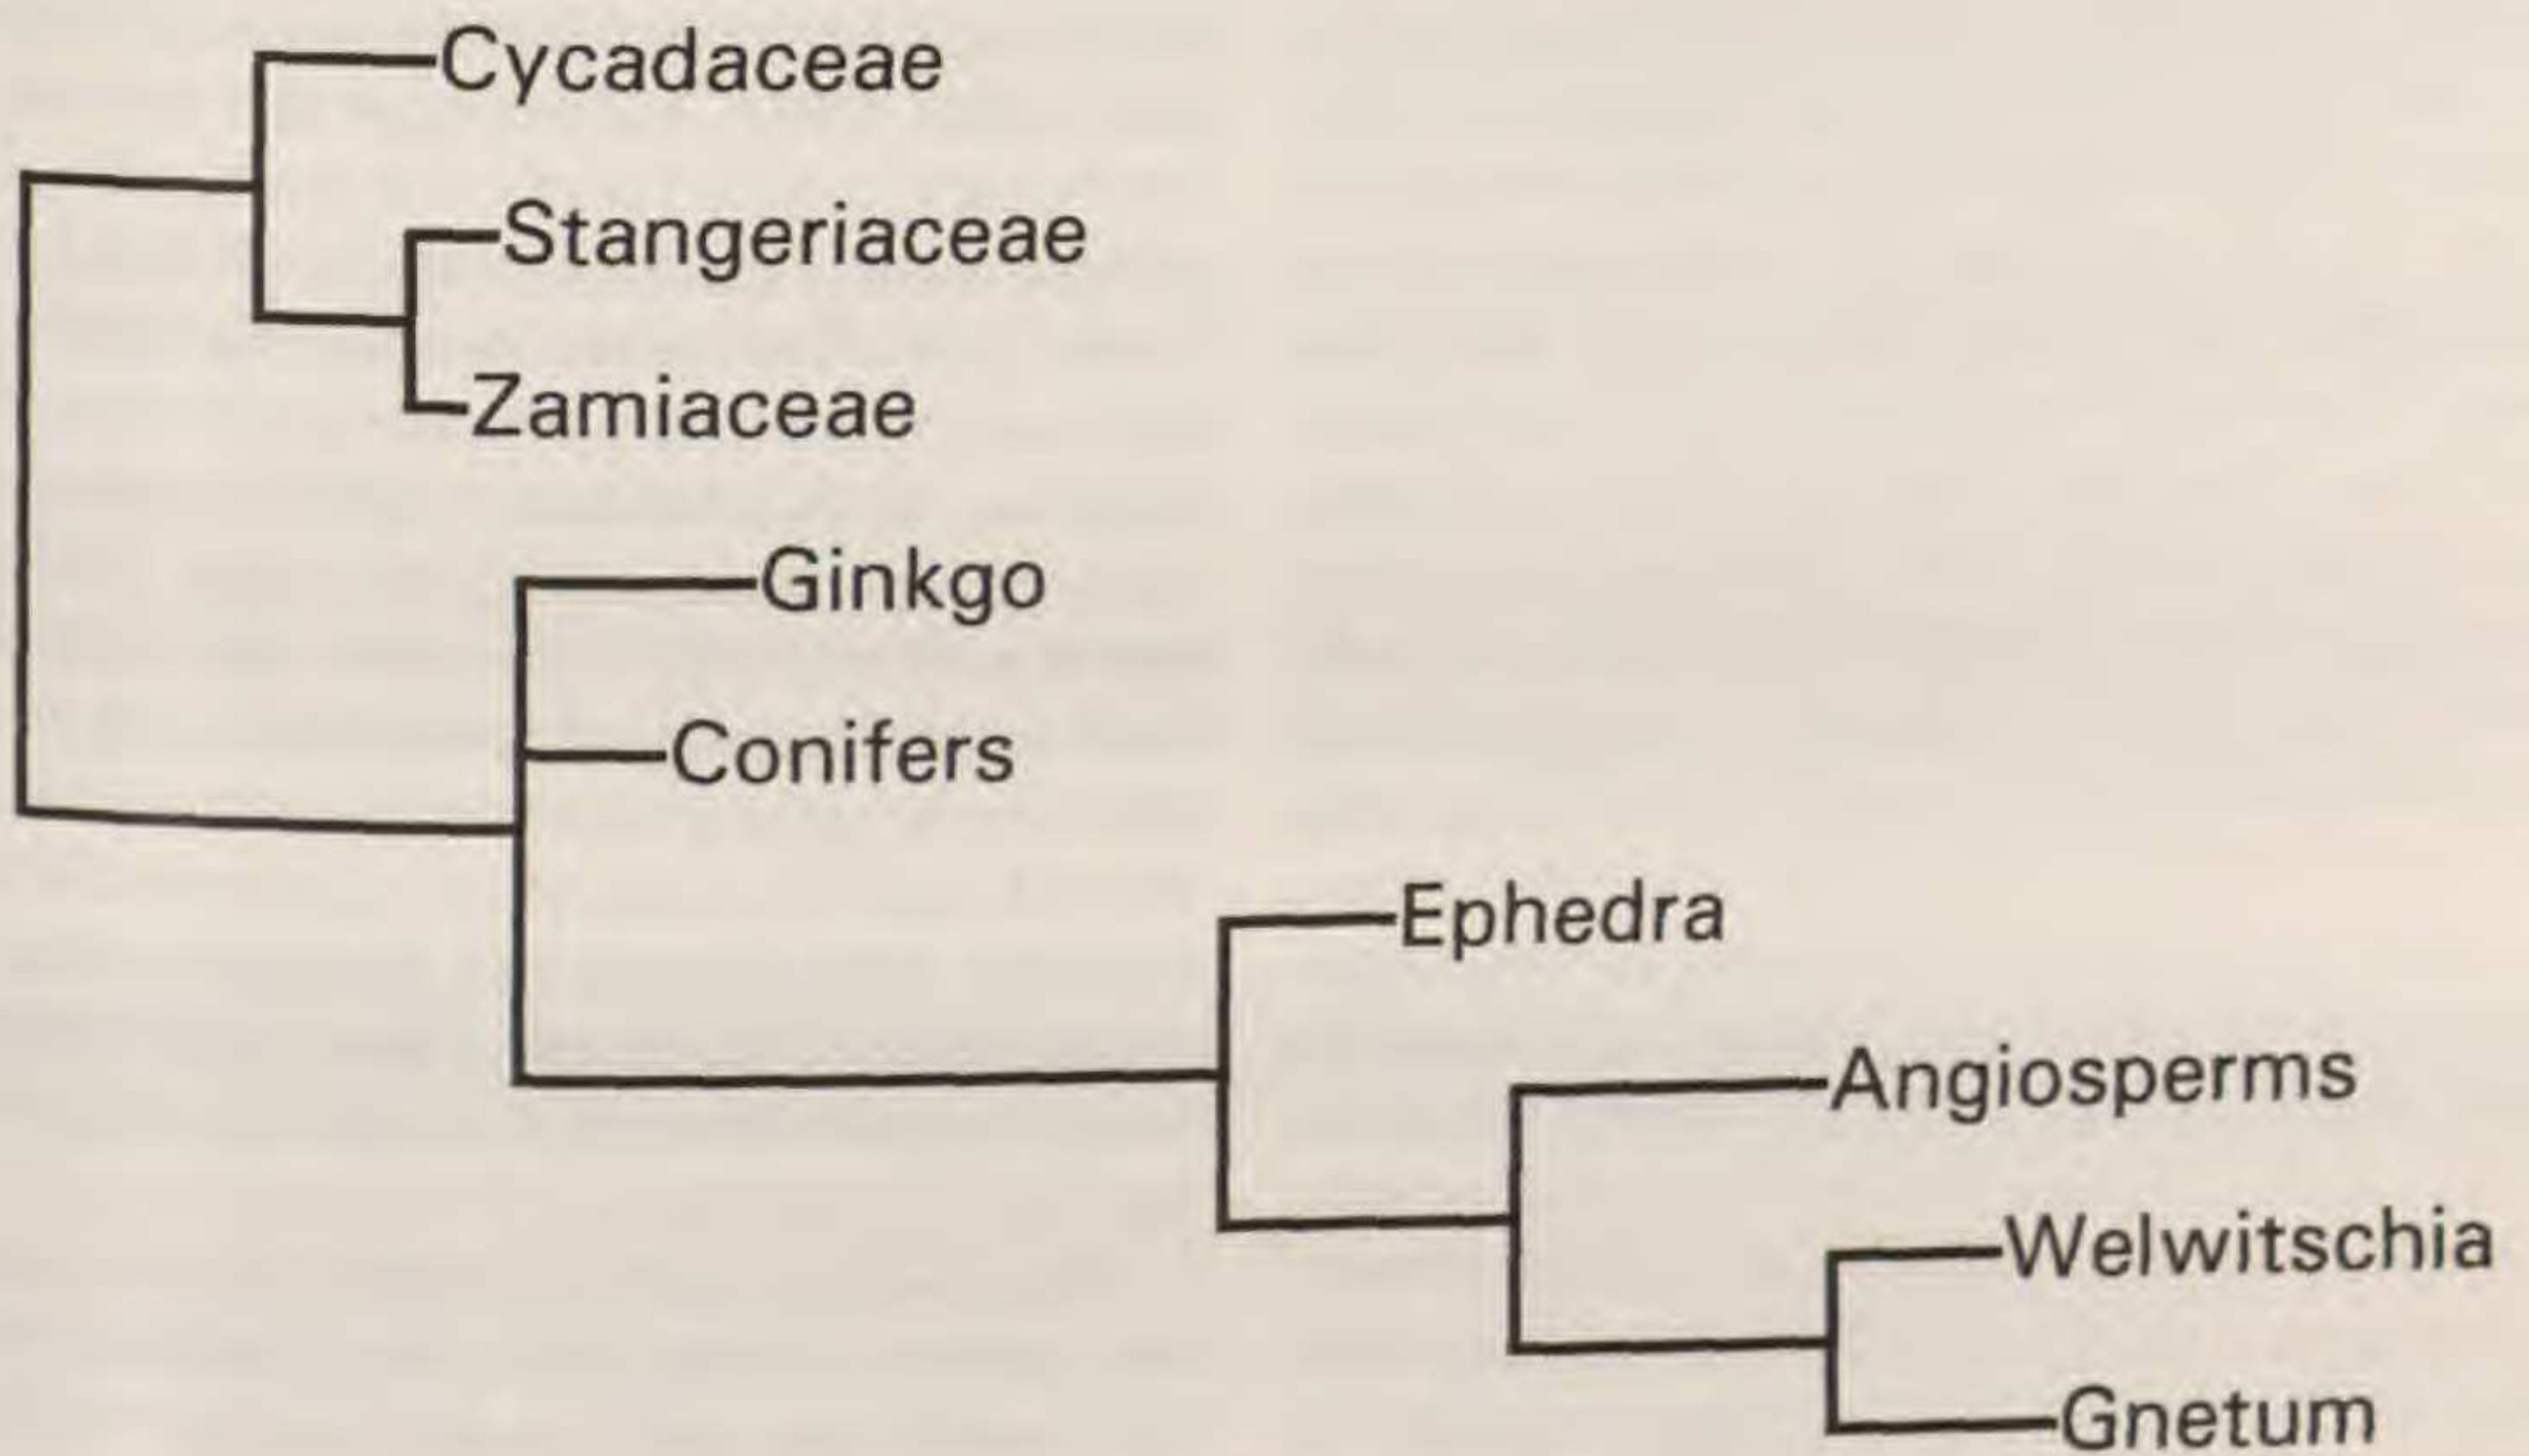 Cycadaceae
Stangeriaceae
Zamiaceae
Ginkgo
Conifers
Ephedra
Angiosperms
Welwitschia
Gnetum